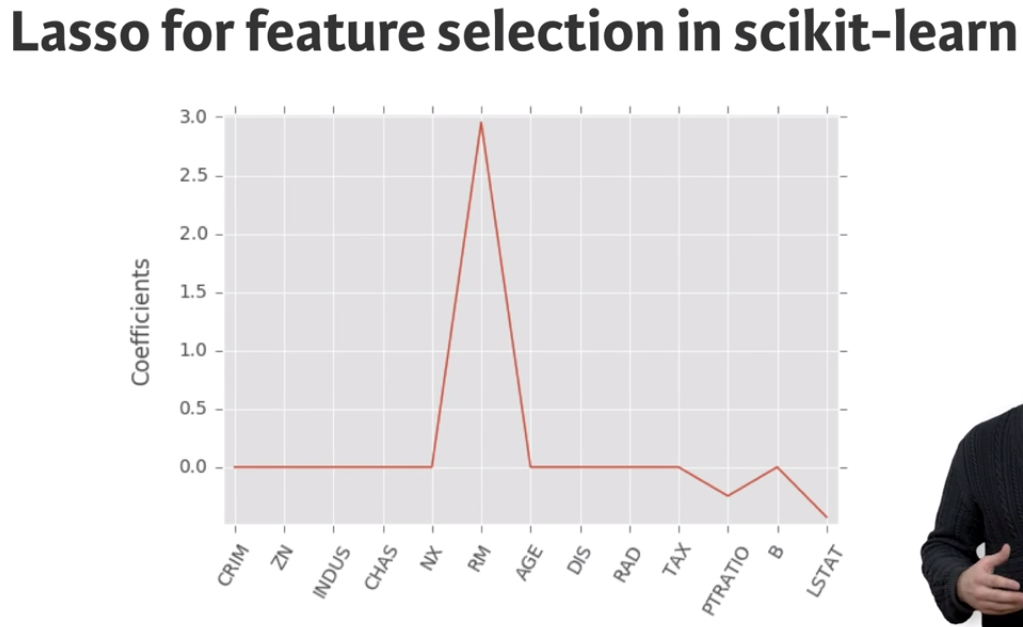 Lasso for feature selection in scikit-learn
3.0
2.5
2.0
1.5
1.0
0.5
0.0
Coefficients
CRIM
ZN
INDUS
CHAS
NX
RM
AGE
DIS
RAD
TAX
PTRATIO
B
LSTAT